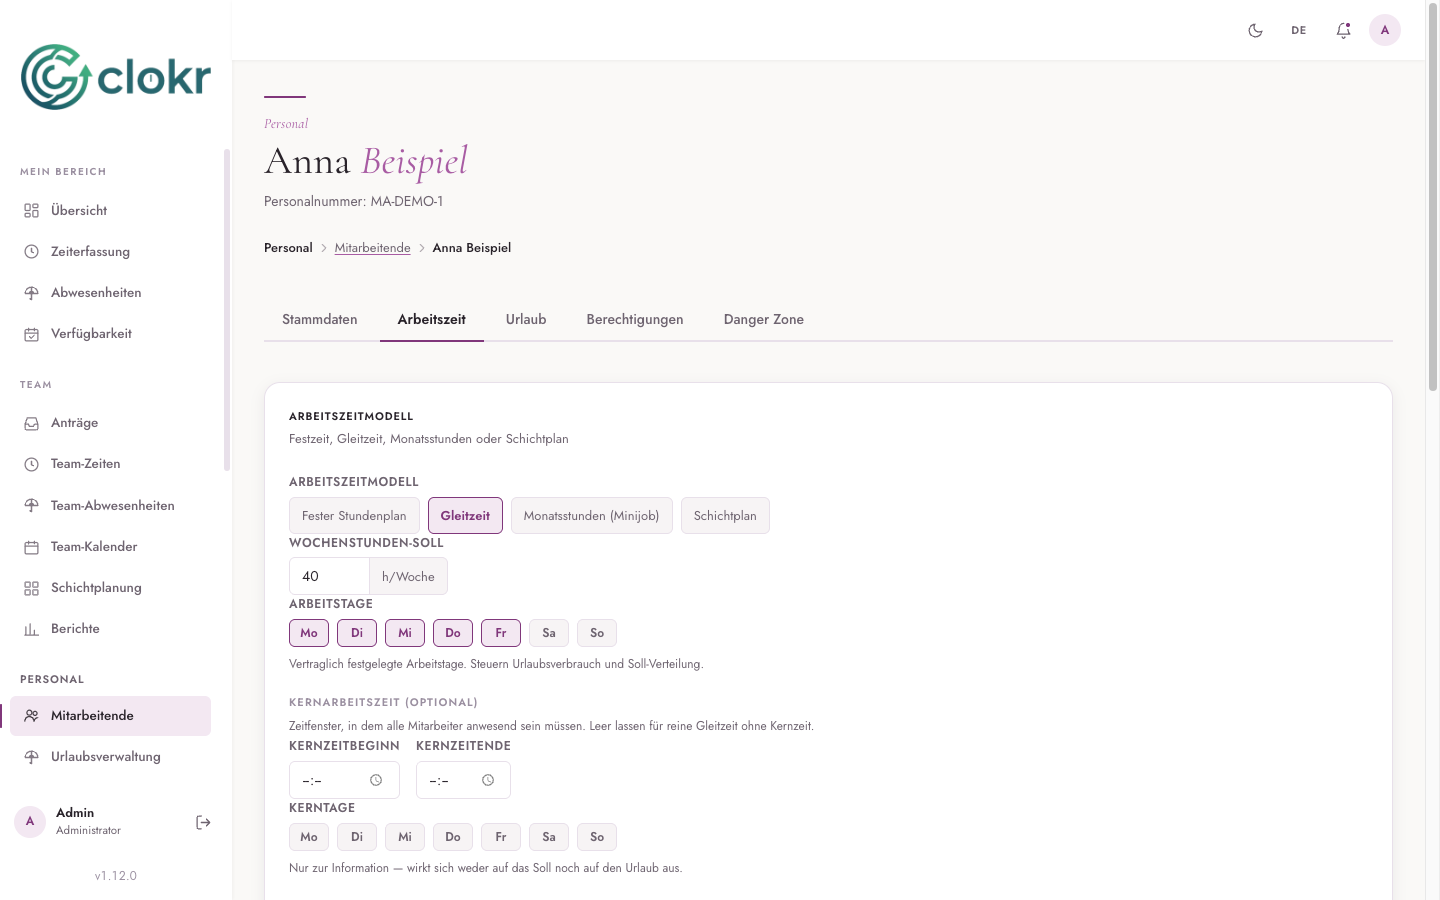 clokr
DE
A
MEIN BEREICH
Übersicht
Zeiterfassung
Abwesenheiten
Verfügbarkeit
TEAM
Anträge
Team-Zeiten
Team-Abwesenheiten
Team-Kalender
Schichtplanung
Berichte
PERSONAL
Mitarbeitende
Urlaubsverwaltung
A
Admin
Administrator
v1.12.0
Personal
Anna Beispiel
Personalnummer: MA-DEMO-1
Personal > Mitarbeitende > Anna Beispiel
Stammdaten Arbeitszeit Urlaub Berechtigungen Danger Zone
ARBEITSZEITMODELL
Festzeit, Gleitzeit, Monatsstunden oder Schichtplan
ARBEITSZEITMODELL
Fester Stundenplan Gleitzeit Monatsstunden (Minijob) Schichtplan
WOCHENSTUNDEN-SOLL
40 h/Woche
ARBEITSTAGE
Mo Di Mi Do Fr Sa So
Vertraglich festgelegte Arbeitstage. Steuern Urlaubsverbrauch und Soll-Verteilung.
KERNARBEITSZEIT (OPTIONAL)
Zeitfenster, in dem alle Mitarbeiter anwesend sein müssen. Leer lassen für reine Gleitzeit ohne Kernzeit.
KERNZEITBEGINN KERNZEITENDE
–:– –:–
KERNTAGE
Mo Di Mi Do Fr Sa So
Nur zur Information — wirkt sich weder auf das Soll noch auf den Urlaub aus.